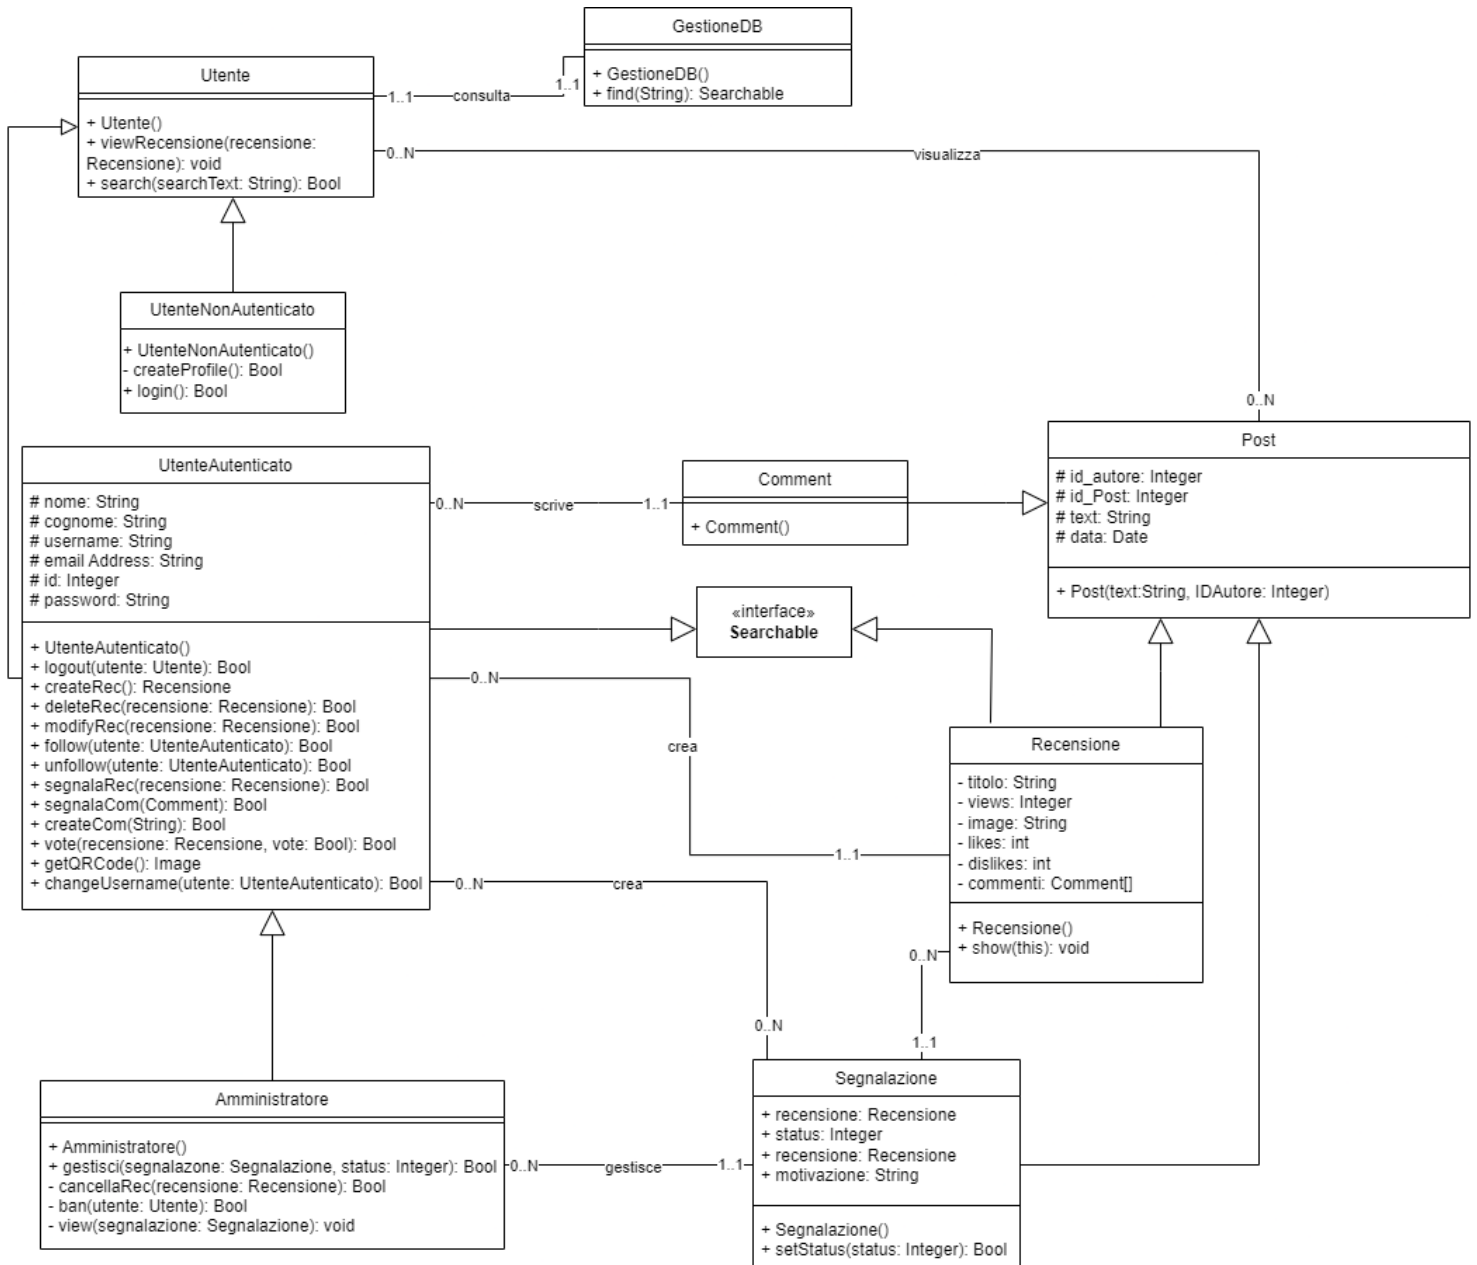 GestioneDB
+ GestioneDB()
+ find(String): Searchable
Utente
+ Utente()
+ viewRecensione(recensione:
Recensione): void
+ search(searchText: String): Bool
1..1
consulta
1..1
0..N
visualizza
0..N
UtenteNonAutenticato
+ UtenteNonAutenticato()
- createProfile(): Bool
+ login(): Bool
UtenteAutenticato
# nome: String
# cognome: String
# username: String
# email Address: String
# id: Integer
# password: String
+ UtenteAutenticato()
+ logout(utente: Utente): Bool
+ createRec(): Recensione
+ deleteRec(recensione: Recensione): Bool
+ modifyRec(recensione: Recensione): Bool
+ follow(utente: UtenteAutenticato): Bool
+ unfollow(utente: UtenteAutenticato): Bool
+ segnalaRec(recensione: Recensione): Bool
+ segnalaCom(Comment): Bool
+ createCom(String): Bool
+ vote(recensione: Recensione, vote: Bool): Bool
+ getQRCode(): Image
+ changeUsername(utente: UtenteAutenticato): Bool
0..N
scrive
1..1
Comment
+ Comment()
Post
# id_autore: Integer
# id_Post: Integer
# text: String
# data: Date
+ Post(text:String, IDAutore: Integer)
«interface»
Searchable
0..N
crea
1..1
Recensione
- titolo: String
- views: Integer
- image: String
- likes: int
- dislikes: int
- commenti: Comment[]
+ Recensione()
+ show(this): void
0..N
crea
0..N
0..N
1..1
Amministratore
+ Amministratore()
+ gestisci(segnalazone: Segnalazione, status: Integer): Bool
- cancellaRec(recensione: Recensione): Bool
- ban(utente: Utente): Bool
- view(segnalazione: Segnalazione): void
0..N
gestisce
1..1
Segnalazione
+ recensione: Recensione
+ status: Integer
+ recensione: Recensione
+ motivazione: String
+ Segnalazione()
+ setStatus(status: Integer): Bool